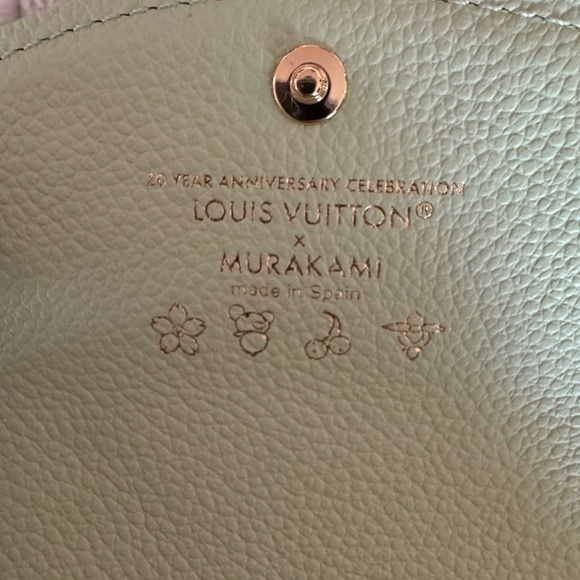 20 YEAR ANNIVERSARY CELEBRATION
LOUIS VUITTON®
x
MURAKAMI
made in Spain